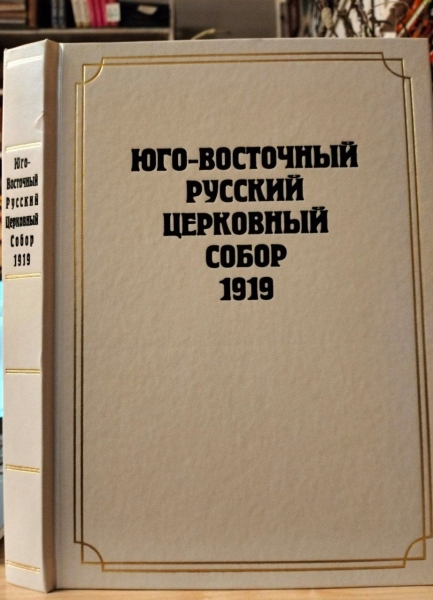 ЮГО-ВОСТОЧНЫЙ
РУССКИЙ
ЦЕРКОВНЫЙ
СОБОР
1919
Юго-
Восточный
Русский
Церковный
Собор
1919